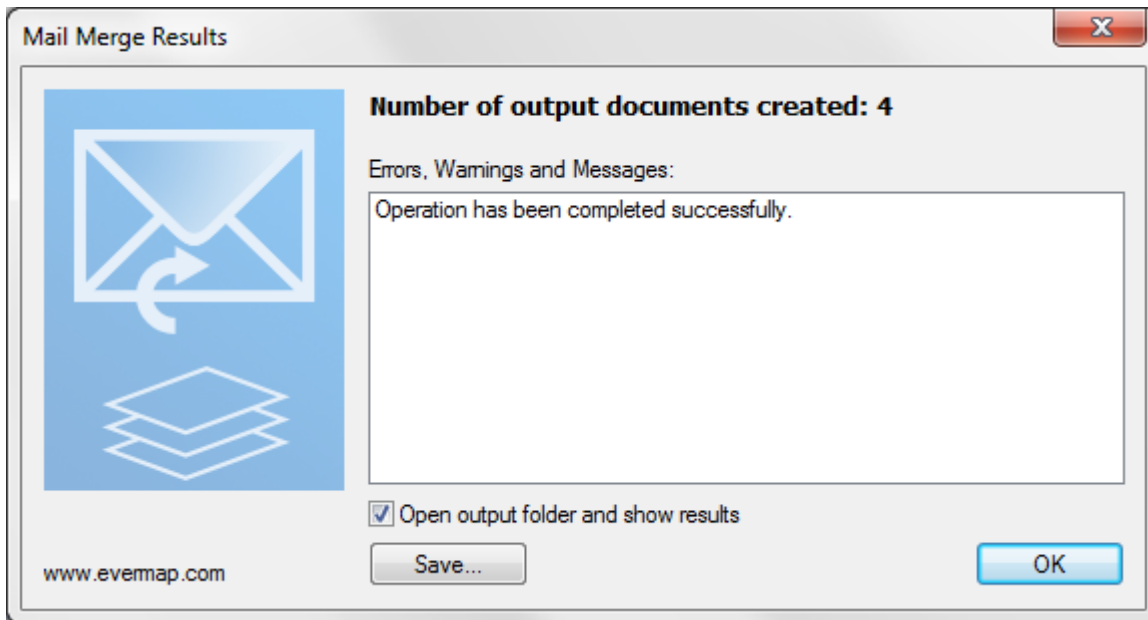 Mail Merge Results
Number of output documents created: 4
Errors, Warnings and Messages:
Operation has been completed successfully.
Open output folder and show results
www.evermap.com
Save...
OK